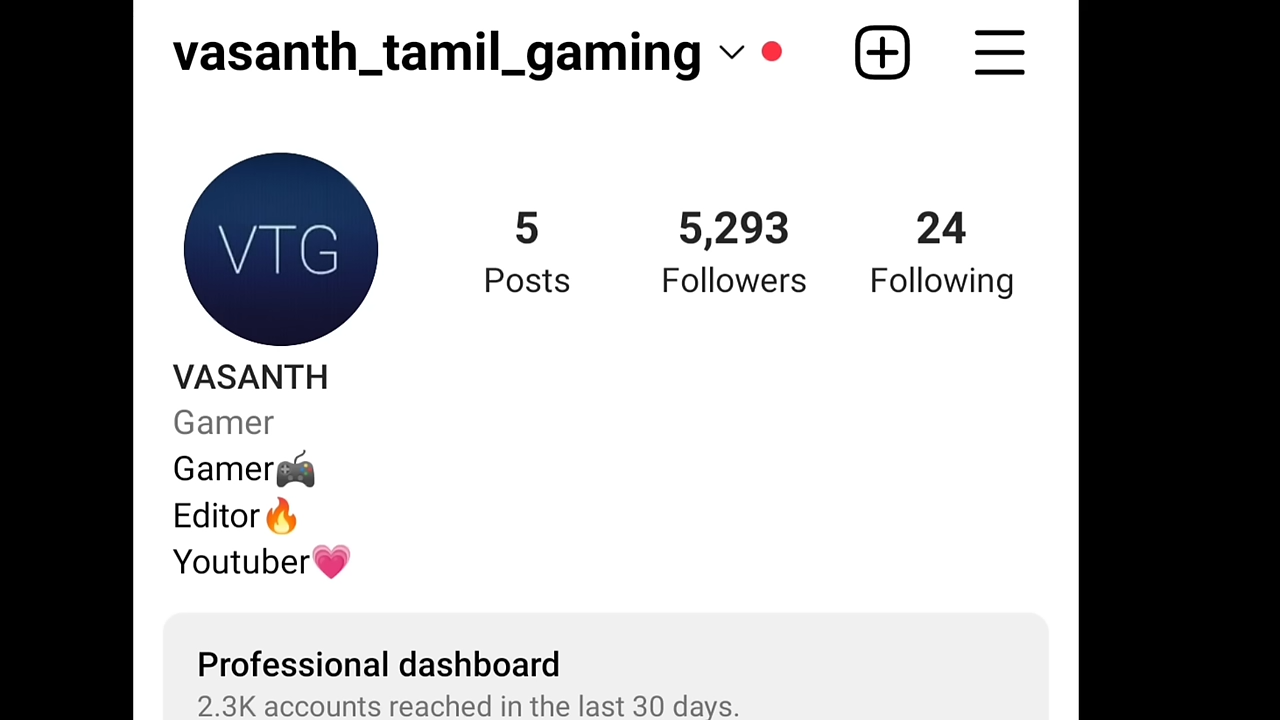 vasanth_tamil_gaming
VTG
5 5,293 24
Posts Followers Following
VASANTH
Gamer
Gamer🎮
Editor🔥
Youtuber💗
Professional dashboard
2.3K accounts reached in the last 30 days.